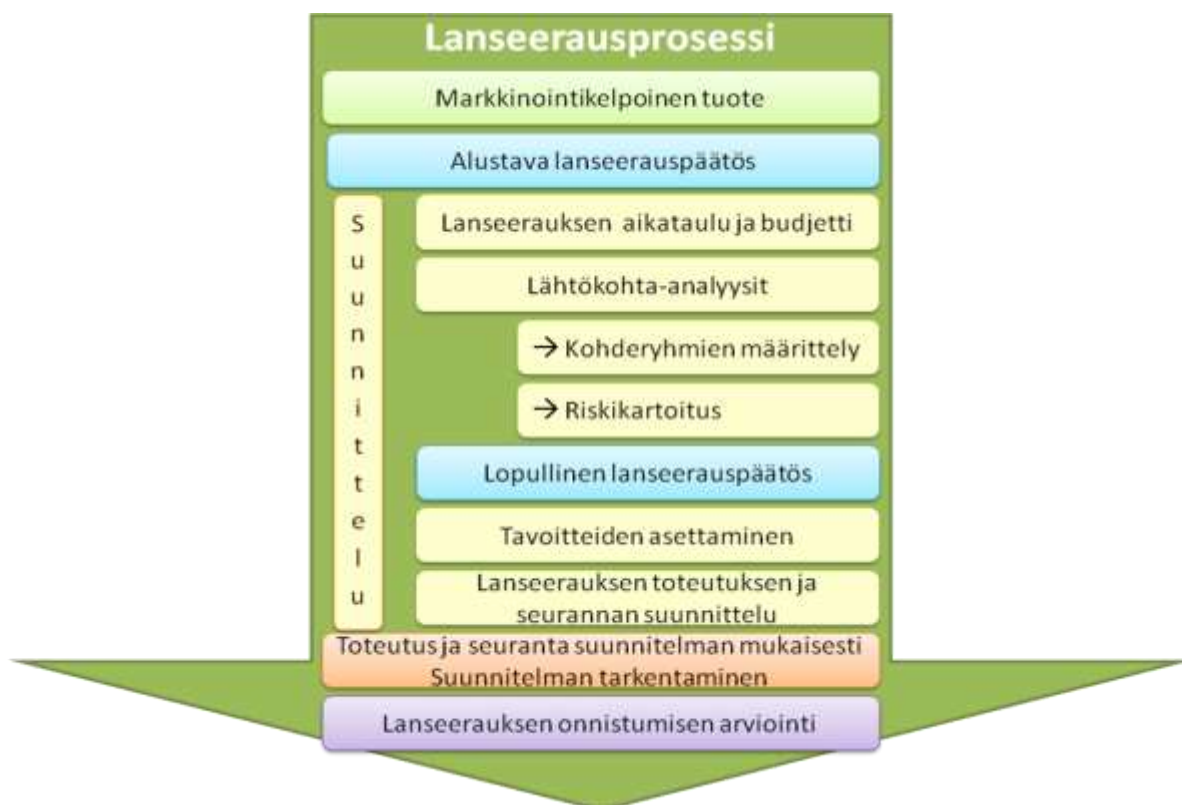 Lanseerausprosessi
Markkinointikelpoinen tuote
Alustava lanseerauspäätös
Suunnittelu
Lanseerauksen aikataulu ja budjetti
Lähtökohta-analyysit
→ Kohderyhmien määrittely
→ Riskikartoitus
Lopullinen lanseerauspäätös
Tavoitteiden asettaminen
Lanseerauksen toteutuksen ja
seurannan suunnittelu
Toteutus ja seuranta suunnitelman mukaisesti
Suunnitelman tarkentaminen
Lanseerauksen onnistumisen arviointi